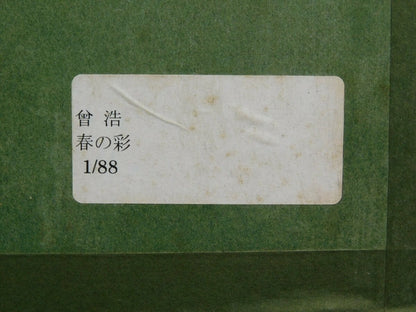 曾 浩
春の彩
1/88